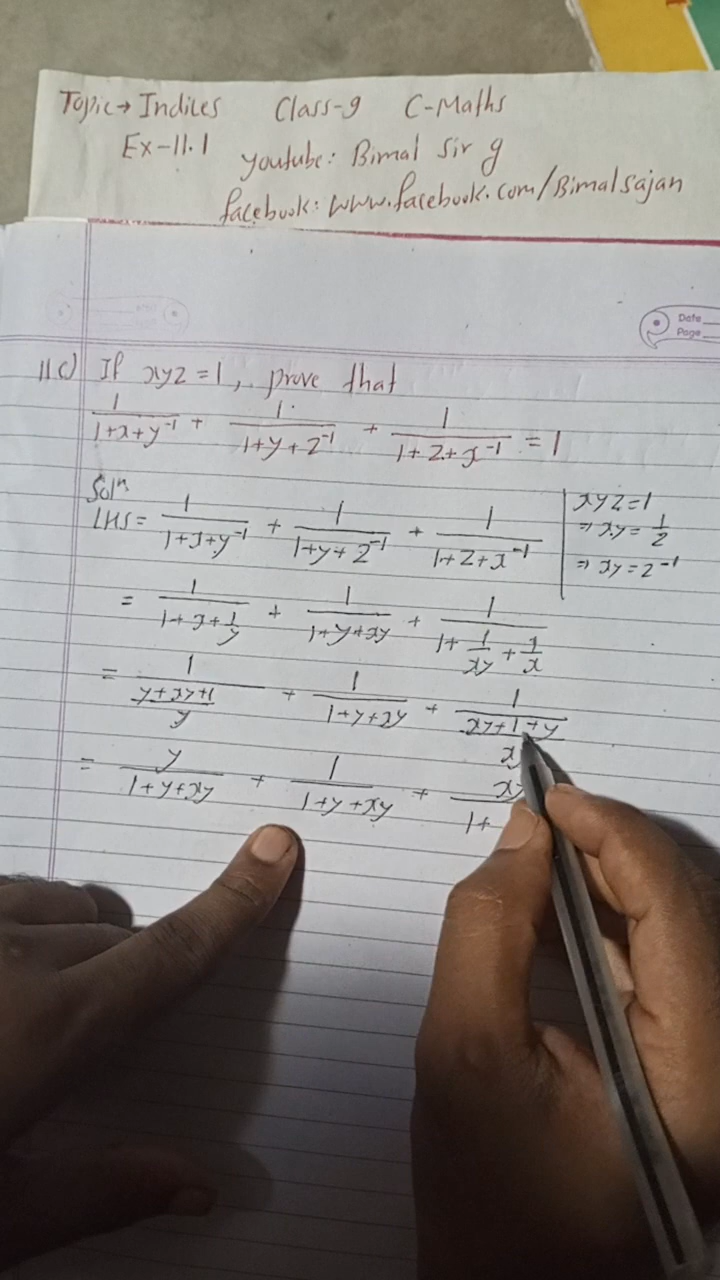 Topic→ Indices Class-9 C-Maths
Ex-11.1 youtube: Bimal Sir g
facebook: www.facebook.com/Bimalsajan
Date
Page
11c) If xyz = 1, prove that
1/(1+x+y⁻¹) + 1/(1+y+z⁻¹) + 1/(1+z+x⁻¹) = 1
Solⁿ
LHS = 1/(1+x+y⁻¹) + 1/(1+y+z⁻¹) + 1/(1+z+x⁻¹)
xyz=1
⇒ xy = 1/z
⇒ xy = z⁻¹
= 1/(1+x+1/y) + 1/(1+y+xy) + 1/(1+1/xy+1/x)
= 1/((y+xy+1)/y) + 1/(1+y+xy) + 1/((xy+1+y)/x
= y/(1+y+xy) + 1/(1+y+xy) + xy/1+